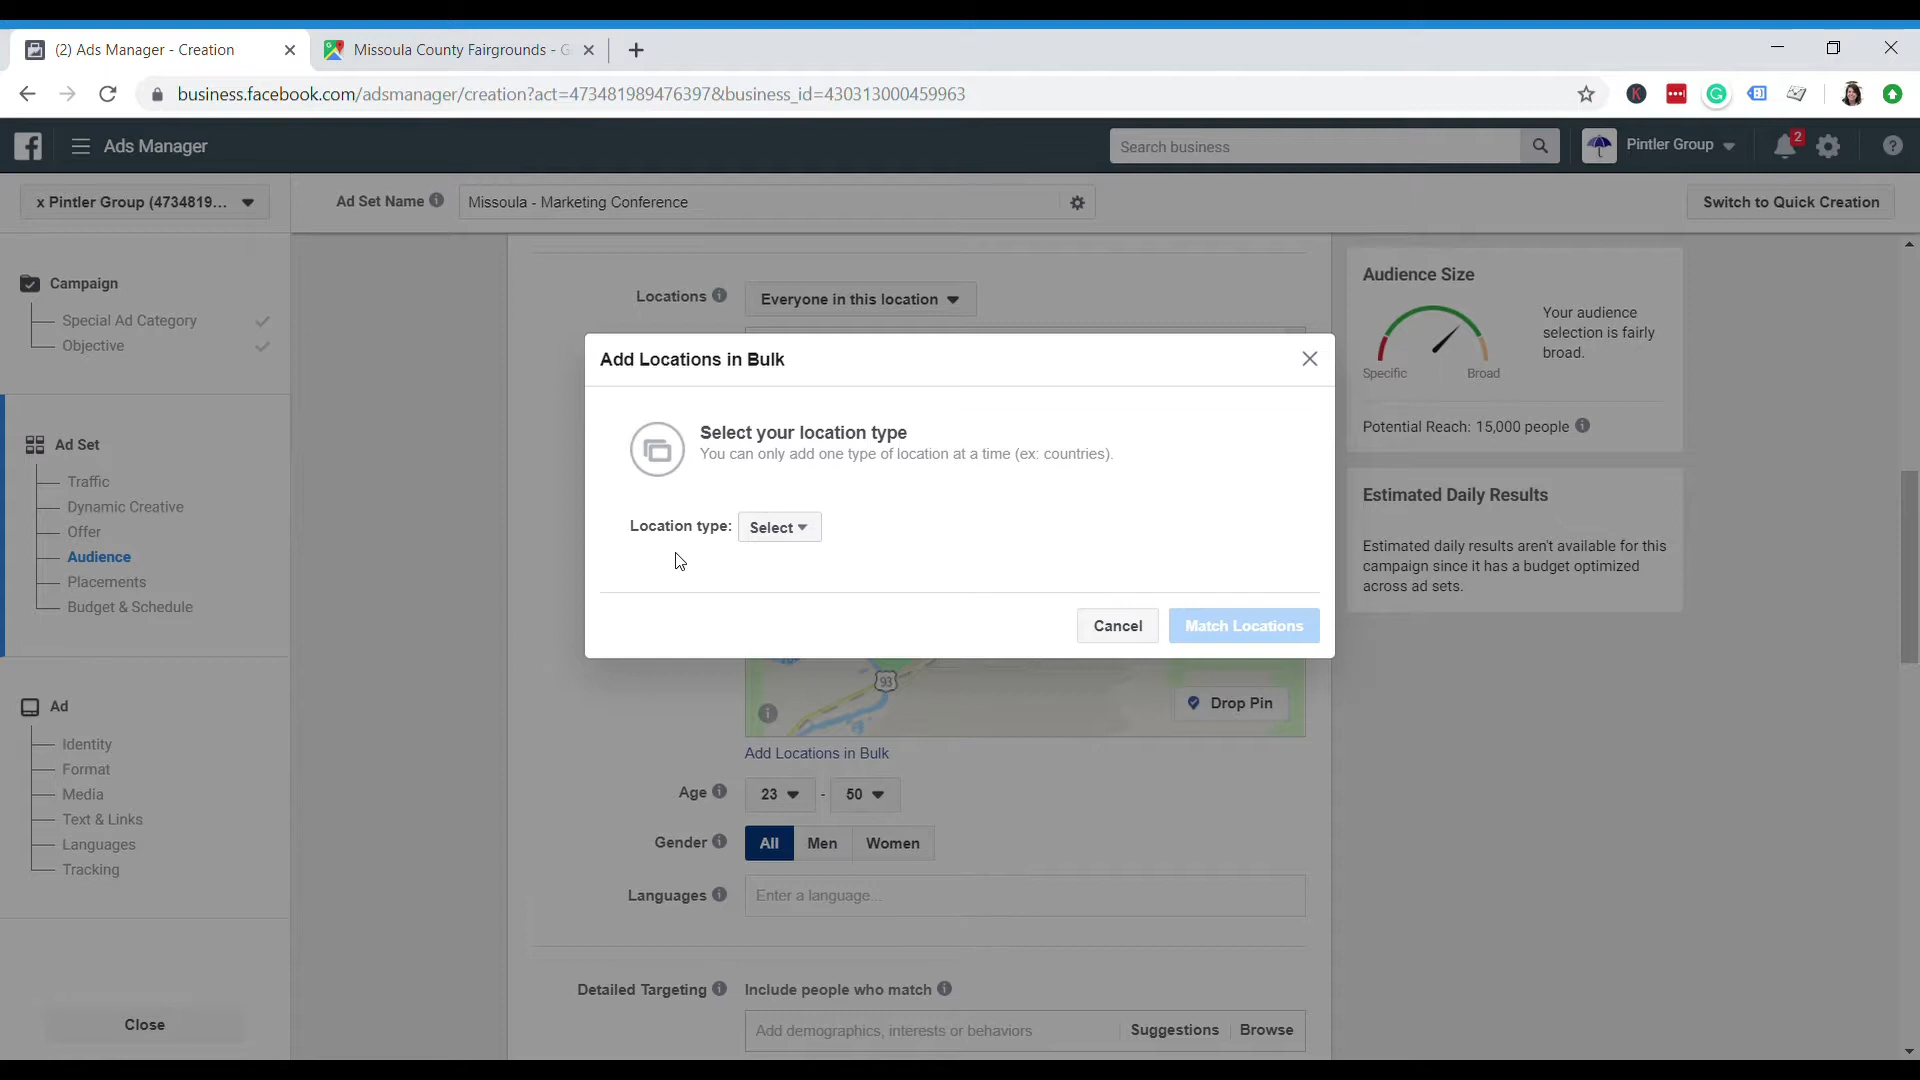 (2) Ads Manager - Creation
Missoula County Fairgrounds - G
business.facebook.com/adsmanager/creation?act=473481989476397&business_id=430313000459963
Ads Manager
Search business
Pintler Group
2
x Pintler Group (4734819...
Ad Set Name
Missoula - Marketing Conference
Switch to Quick Creation
Campaign
Special Ad Category
Objective
Ad Set
Traffic
Dynamic Creative
Offer
Audience
Placements
Budget & Schedule
Ad
Identity
Format
Media
Text & Links
Languages
Tracking
Close
Locations
Everyone in this location
Add Locations in Bulk
Select your location type
You can only add one type of location at a time (ex: countries).
Location type:
Select
Cancel
Match Locations
93
Drop Pin
Add Locations in Bulk
Age
23
-
50
Gender
All
Men
Women
Languages
Enter a language...
Detailed Targeting
Include people who match
Add demographics, interests or behaviors
Suggestions
Browse
Audience Size
Your audience
selection is fairly
broad.
Specific
Broad
Potential Reach: 15,000 people
Estimated Daily Results
Estimated daily results aren't available for this
campaign since it has a budget optimized
across ad sets.